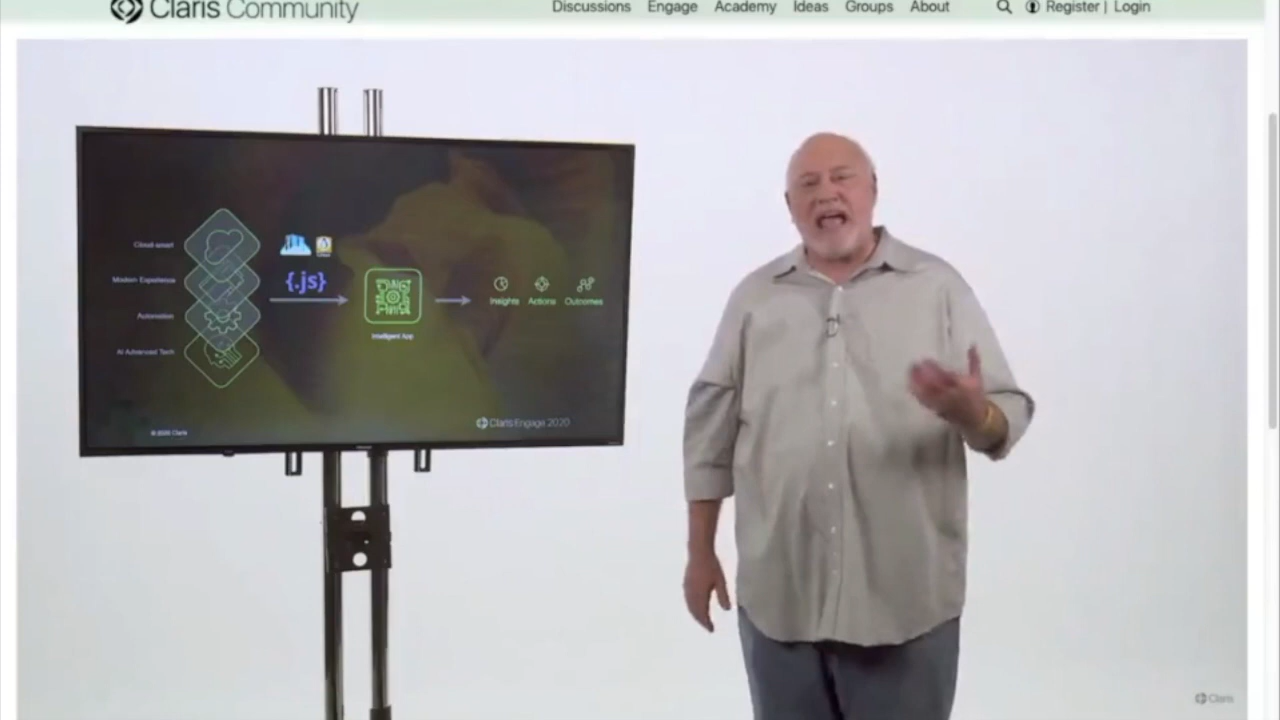 Claris Community
Discussions Engage Academy Ideas Groups About Register | Login
Cloud-smart
Modern Experience
{.js}
Automation
Insights Actions Outcomes
AI Advanced Tech
Intelligent App
© 2020 Claris
Claris Engage 2020
Claris